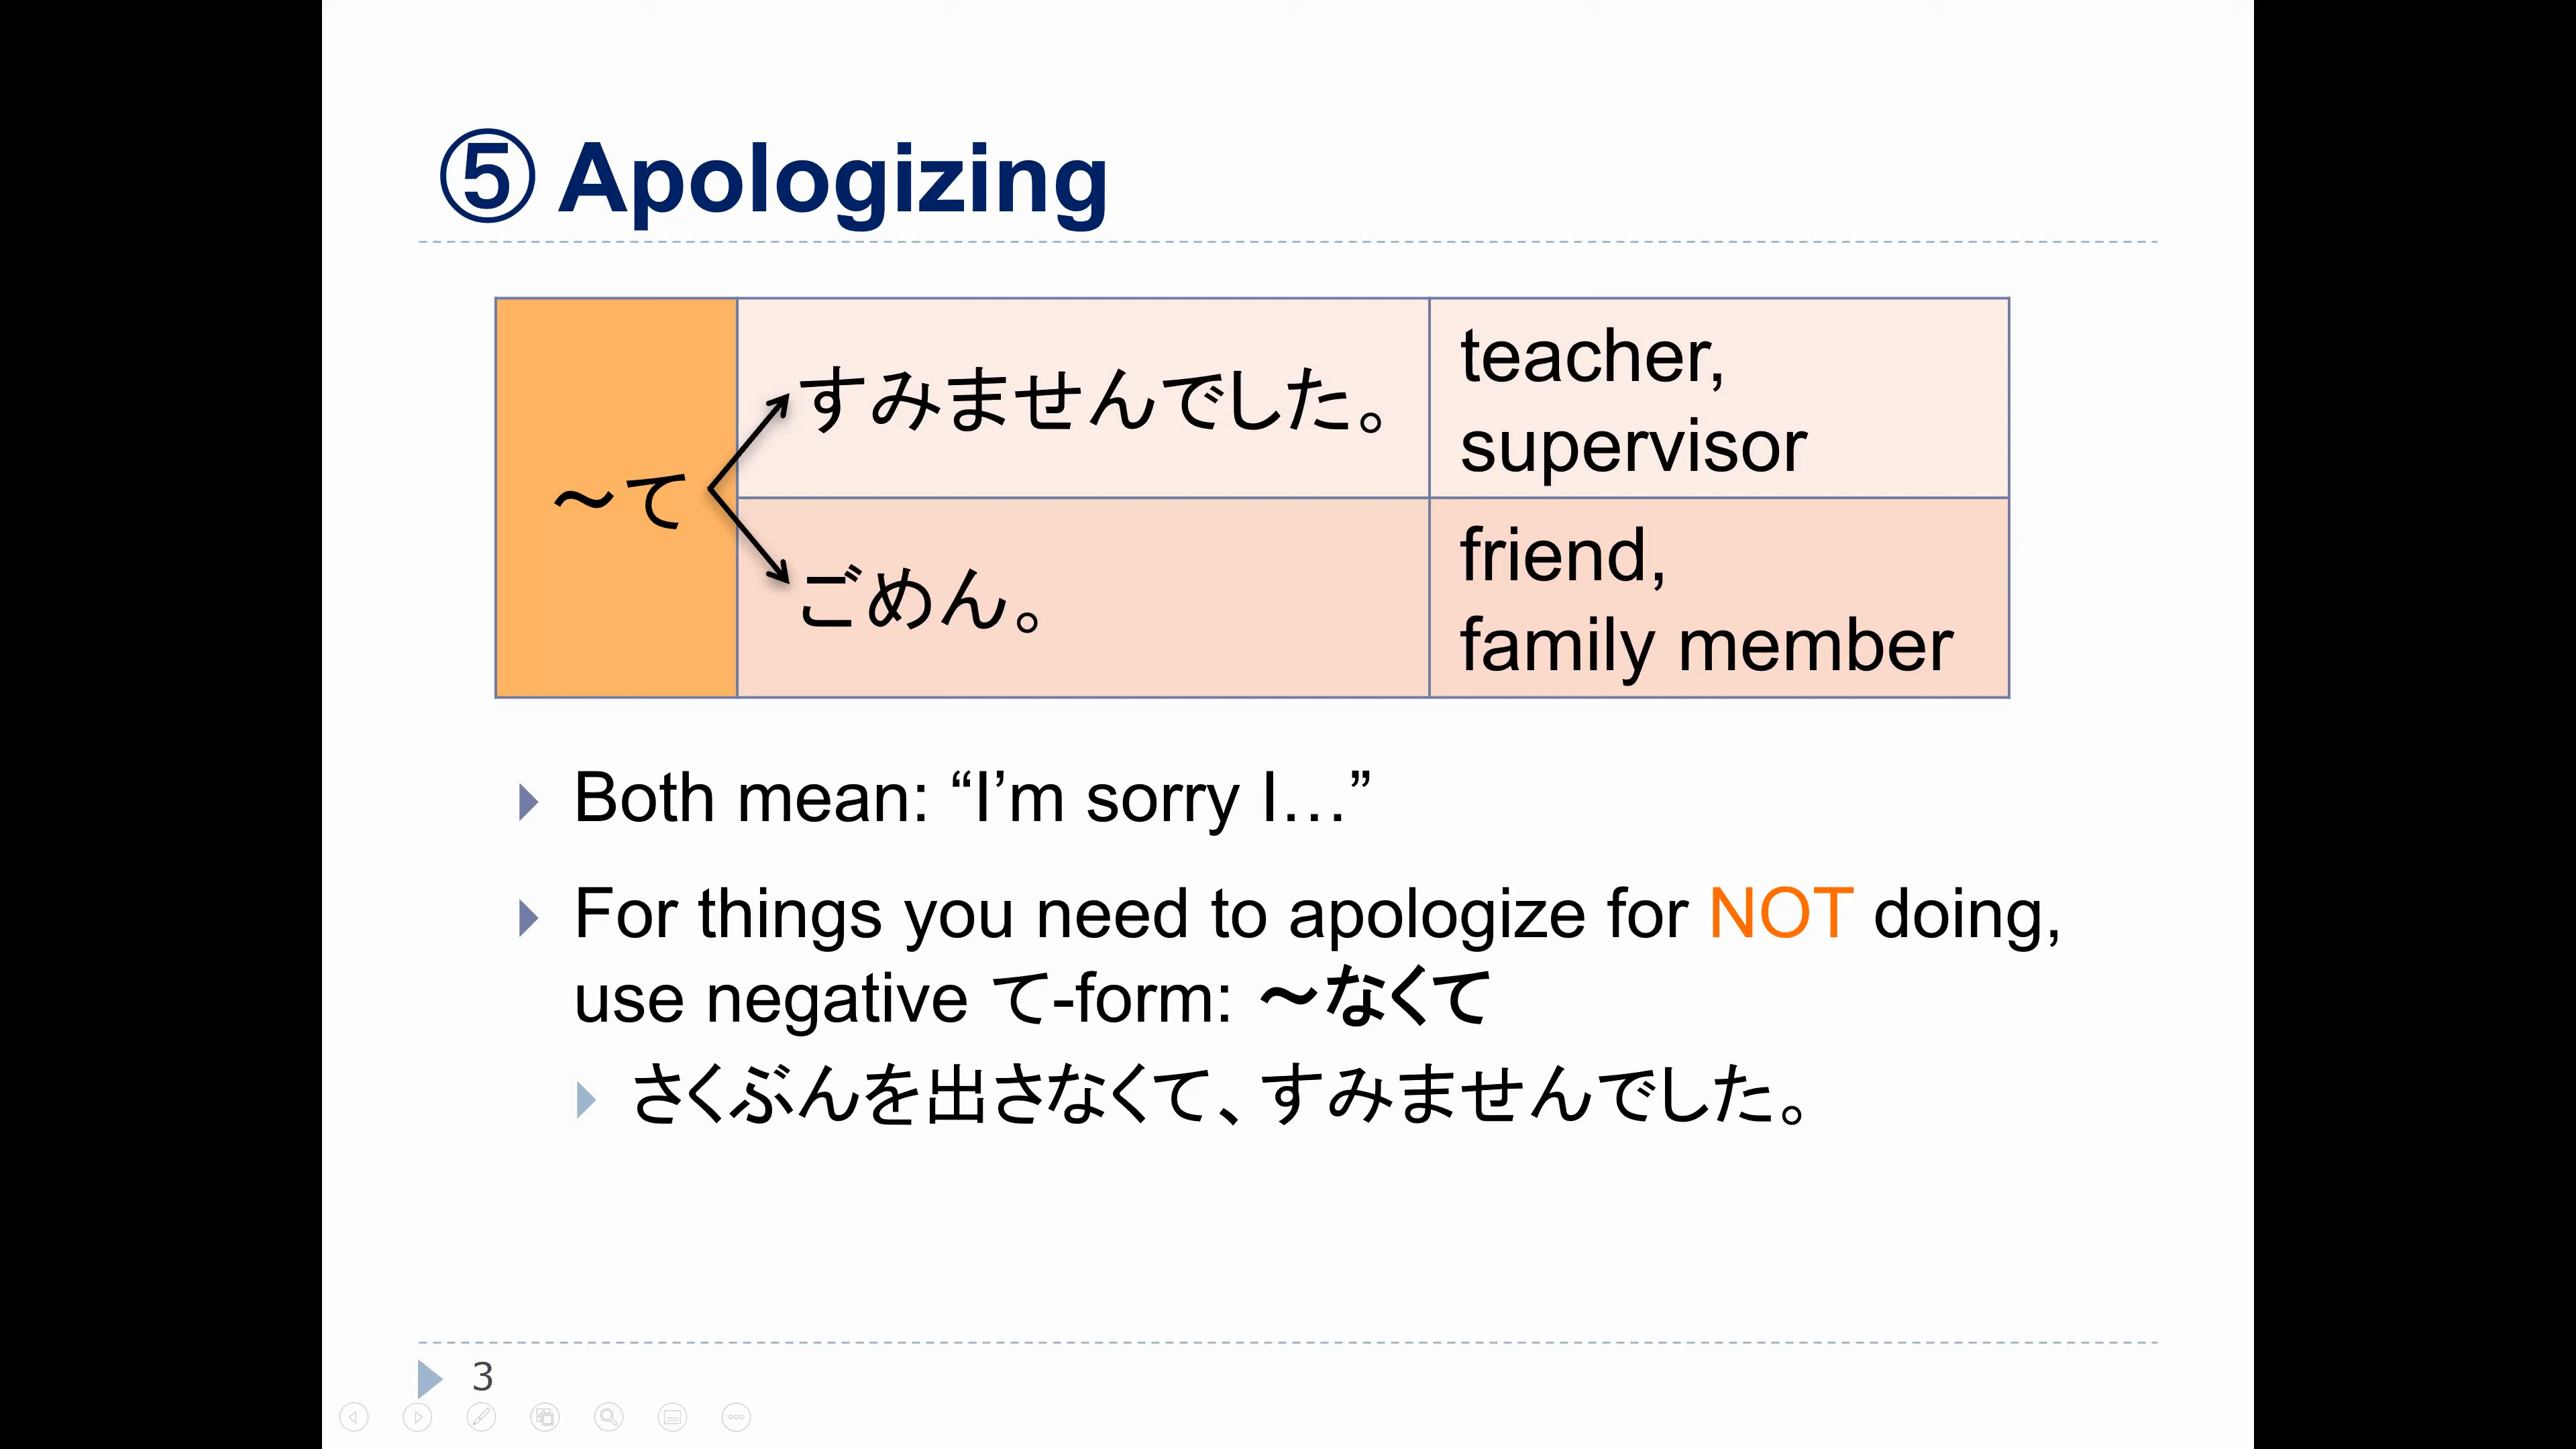 ⑤ Apologizing
～て
すみませんでした。
teacher,
supervisor
ごめん。
friend,
family member
Both mean: “I’m sorry I…”
For things you need to apologize for NOT doing,
use negative て-form: ～なくて
さくぶんを出さなくて、すみませんでした。
3